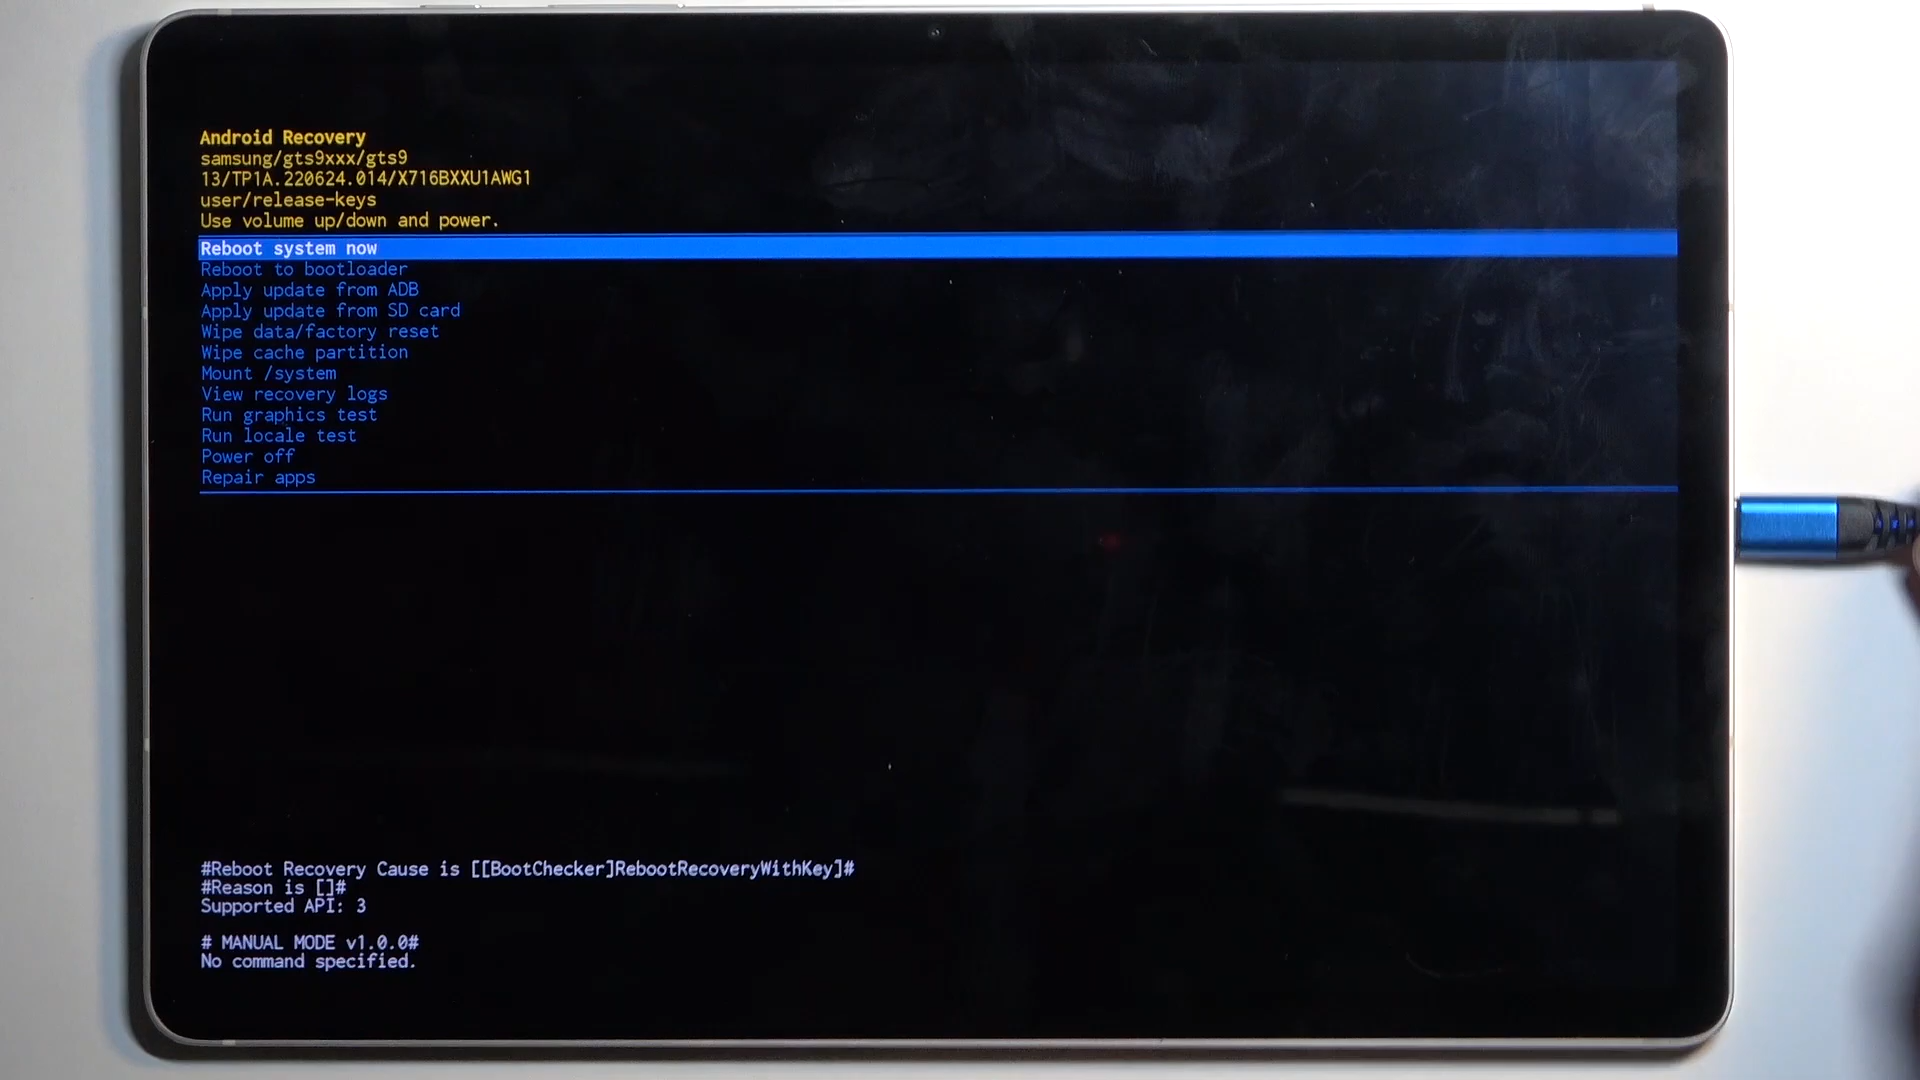 Android Recovery
samsung/gts9xxx/gts9
13/TP1A.220624.014/X716BXXU1AWG1
user/release-keys
Use volume up/down and power.
Reboot system now
Reboot to bootloader
Apply update from ADB
Apply update from SD card
Wipe data/factory reset
Wipe cache partition
Mount /system
View recovery logs
Run graphics test
Run locale test
Power off
Repair apps
#Reboot Recovery Cause is [[BootChecker]RebootRecoveryWithKey]#
#Reason is []#
Supported API: 3
# MANUAL MODE v1.0.0#
No command specified.